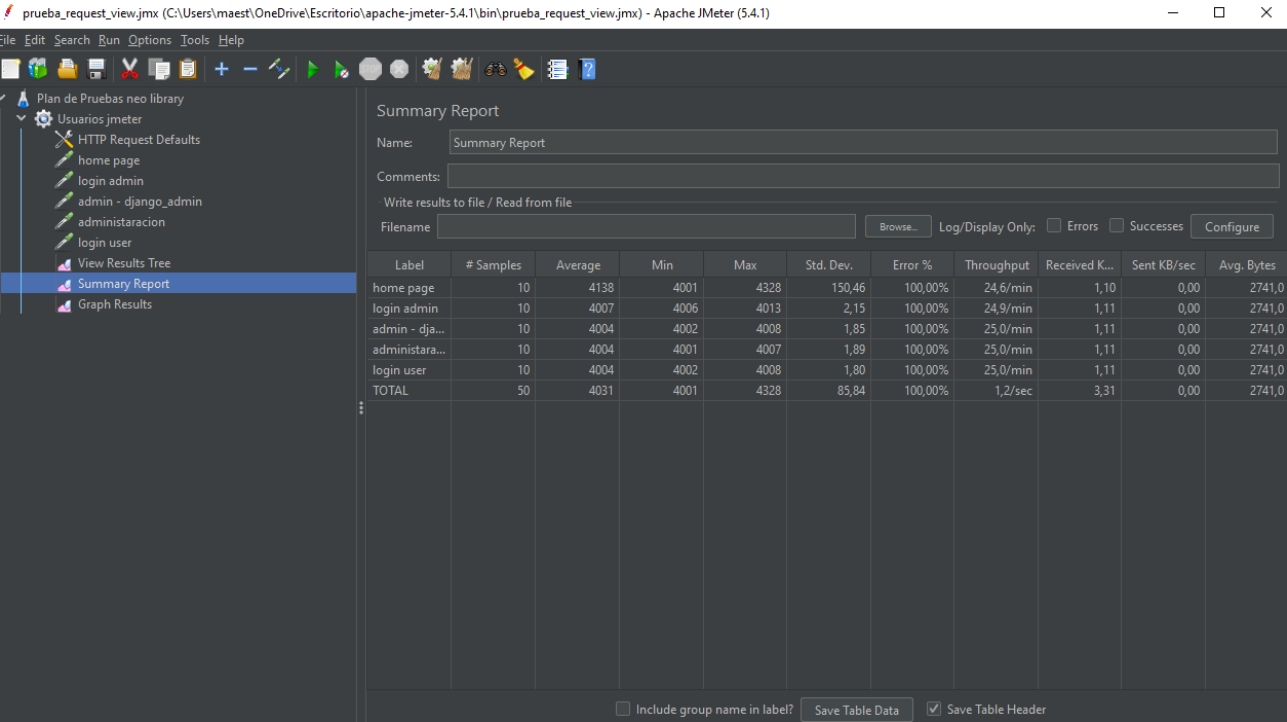 prueba_request_view.jmx (C:\Users\maest\OneDrive\Escritorio\apache-jmeter-5.4.1\bin\prueba_request_view.jmx) - Apache JMeter (5.4.1)
File Edit Search Run Options Tools Help
Plan de Pruebas neo library
Usuarios jmeter
HTTP Request Defaults
home page
login admin
admin - django_admin
administaracion
login user
View Results Tree
Summary Report
Graph Results
Summary Report
Name: Summary Report
Comments:
Write results to file / Read from file
Filename Browse... Log/Display Only: Errors Successes Configure
Label # Samples Average Min Max Std. Dev. Error % Throughput Received K... Sent KB/sec Avg. Bytes
home page 10 4138 4001 4328 150,46 100,00% 24,6/min 1,10 0,00 2741,0
login admin 10 4007 4006 4013 2,15 100,00% 24,9/min 1,11 0,00 2741,0
admin - dja... 10 4004 4002 4008 1,85 100,00% 25,0/min 1,11 0,00 2741,0
administara... 10 4004 4001 4007 1,89 100,00% 25,0/min 1,11 0,00 2741,0
login user 10 4004 4002 4008 1,80 100,00% 25,0/min 1,11 0,00 2741,0
TOTAL 50 4031 4001 4328 85,84 100,00% 1,2/sec 3,31 0,00 2741,0
Include group name in label? Save Table Data Save Table Header